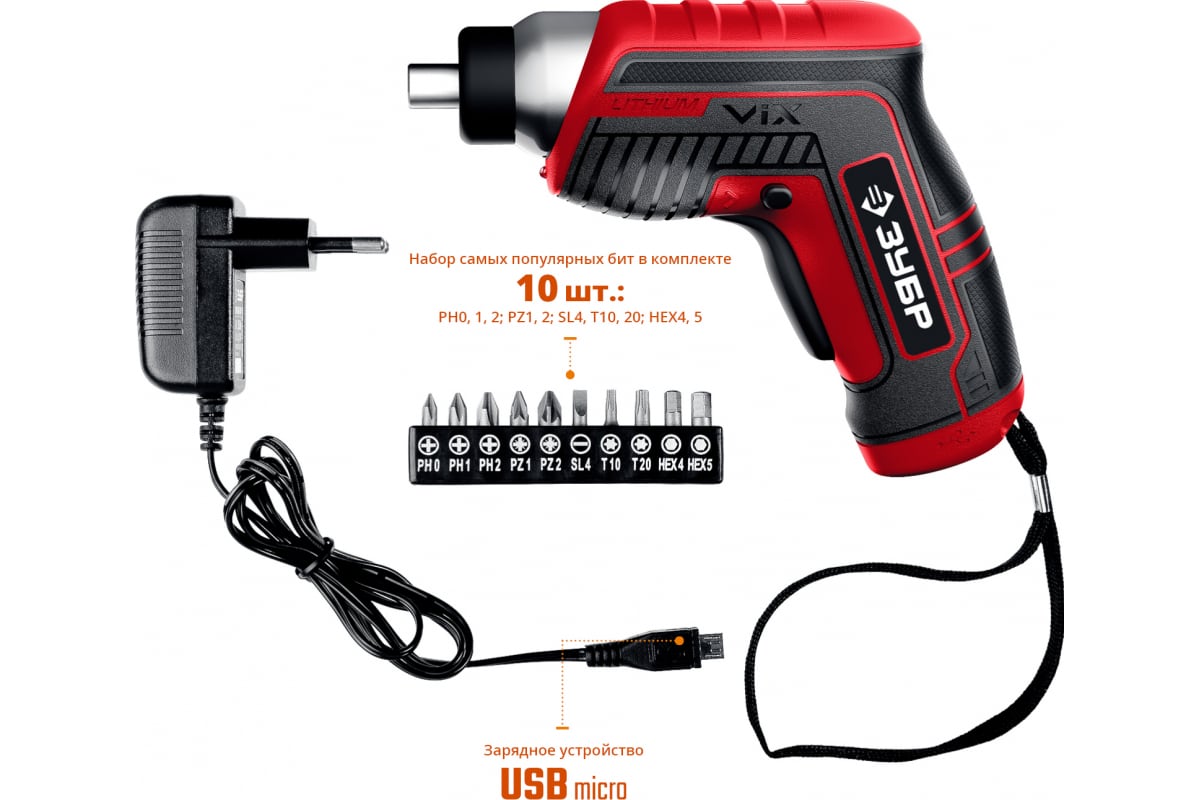 LITHIUM ViX
ЗУБР
Набор самых популярных бит в комплекте
10 шт.:
PH0, 1, 2; PZ1, 2; SL4, T10, 20; HEX4, 5
PH0 PH1 PH2 PZ1 PZ2 SL4 T10 T20 HEX4 HEX5
Зарядное устройство
USB micro